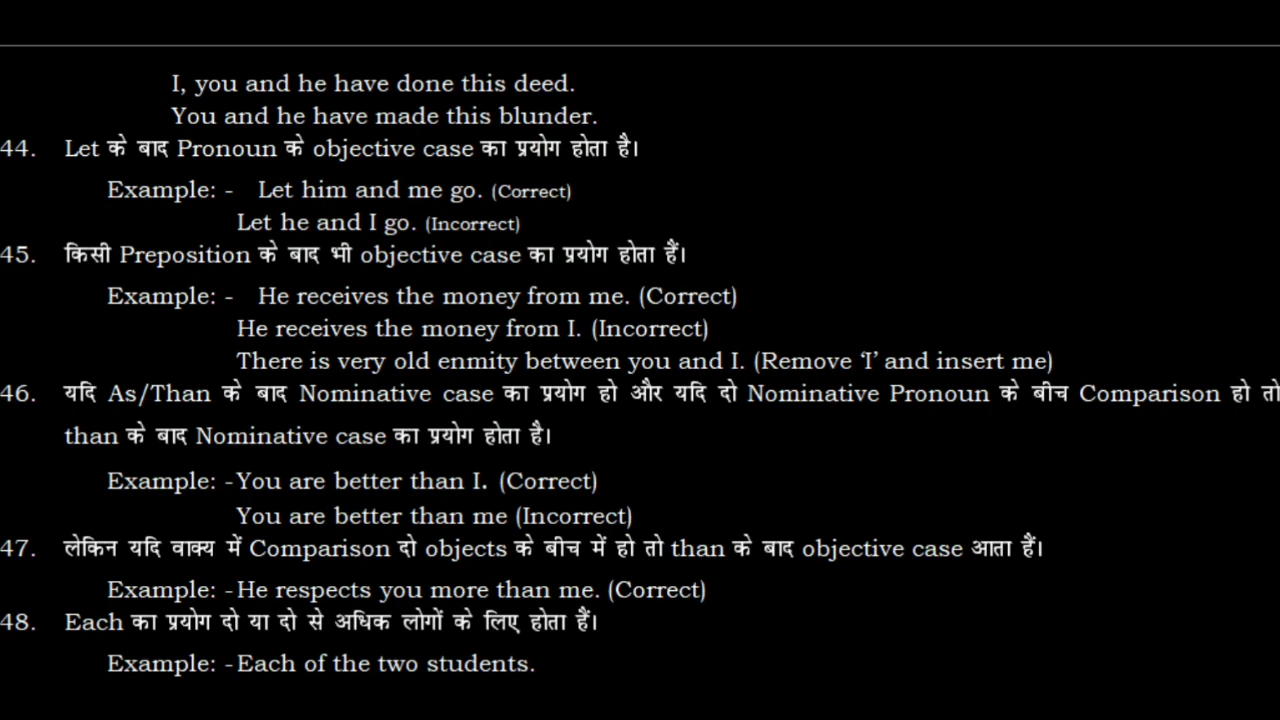 I, you and he have done this deed.
You and he have made this blunder.
44. Let के बाद Pronoun के objective case का प्रयोग होता है।
Example: - Let him and me go. (Correct)
Let he and I go. (Incorrect)
45. किसी Preposition के बाद भी objective case का प्रयोग होता हैं।
Example: - He receives the money from me. (Correct)
He receives the money from I. (Incorrect)
There is very old enmity between you and I. (Remove ‘I’ and insert me)
46. यदि As/Than के बाद Nominative case का प्रयोग हो और यदि दो Nominative Pronoun के बीच Comparison हो तो
than के बाद Nominative case का प्रयोग होता है।
Example: -You are better than I. (Correct)
You are better than me (Incorrect)
47. लेकिन यदि वाक्य में Comparison दो objects के बीच में हो तो than के बाद objective case आता हैं।
Example: -He respects you more than me. (Correct)
48. Each का प्रयोग दो या दो से अधिक लोगों के लिए होता हैं।
Example: -Each of the two students.